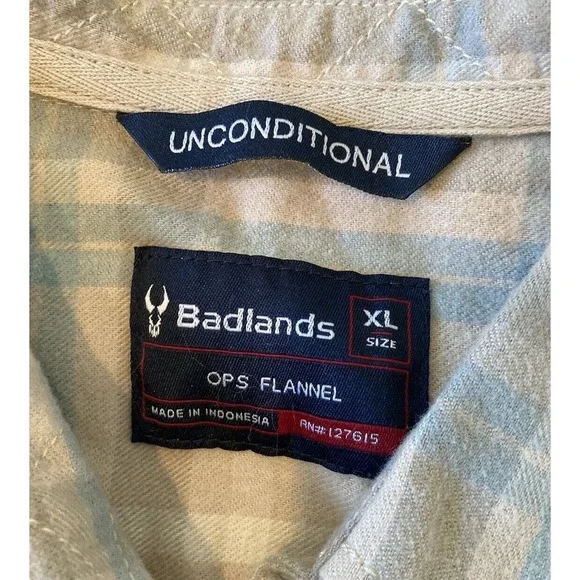 UNCONDITIONAL
Badlands
XL
SIZE
OPS FLANNEL
MADE IN INDONESIA
RN#:127615